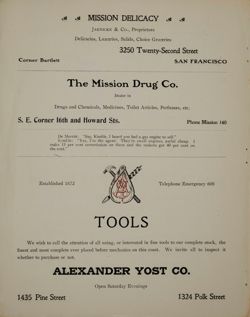 MISSION DELICACY
JAENEKE & CO., Proprietors
Delicacies, Luxuries, Solids, Choice Groceries
3250 Twenty-Second Street
Corner Bartlett
SAN FRANCISCO
The Mission Drug Co.
Dealer in
Drugs and Chemicals, Medicines, Toilet Articles, Perfumes, etc.
S. E. Corner 16th and Howard Sts.
Phone Mission 140
Established 1872
Telephone Emergency 600
TOOLS
We wish to call the attention of all using, or interested in fine tools to our complete stock, the
finest and most complete ever placed before mechanics on this coast. We invite all to inspect it
whether to purchase or not.
ALEXANDER YOST CO.
Open Saturday Evenings
1435 Pine Street
1324 Polk Street